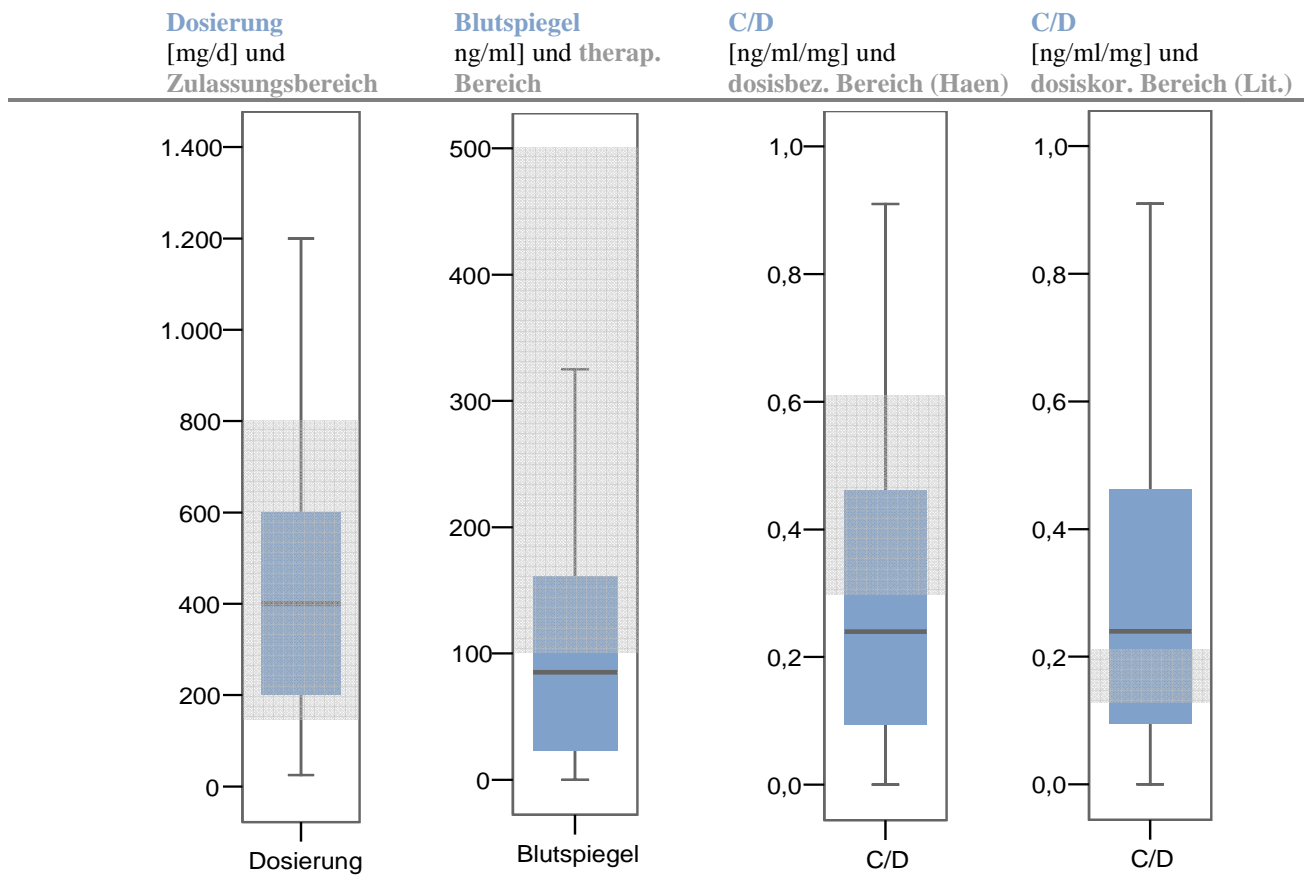 Dosierung
[mg/d] und
Zulassungsbereich
Blutspiegel
ng/ml] und therap.
Bereich
C/D
[ng/ml/mg] und
dosisbez. Bereich (Haen)
C/D
[ng/ml/mg] und
dosiskor. Bereich (Lit.)
1.400
1.200
1.000
800
600
400
200
0
Dosierung
500
400
300
200
100
0
Blutspiegel
1,0
0,8
0,6
0,4
0,2
0,0
C/D
1,0
0,8
0,6
0,4
0,2
0,0
C/D